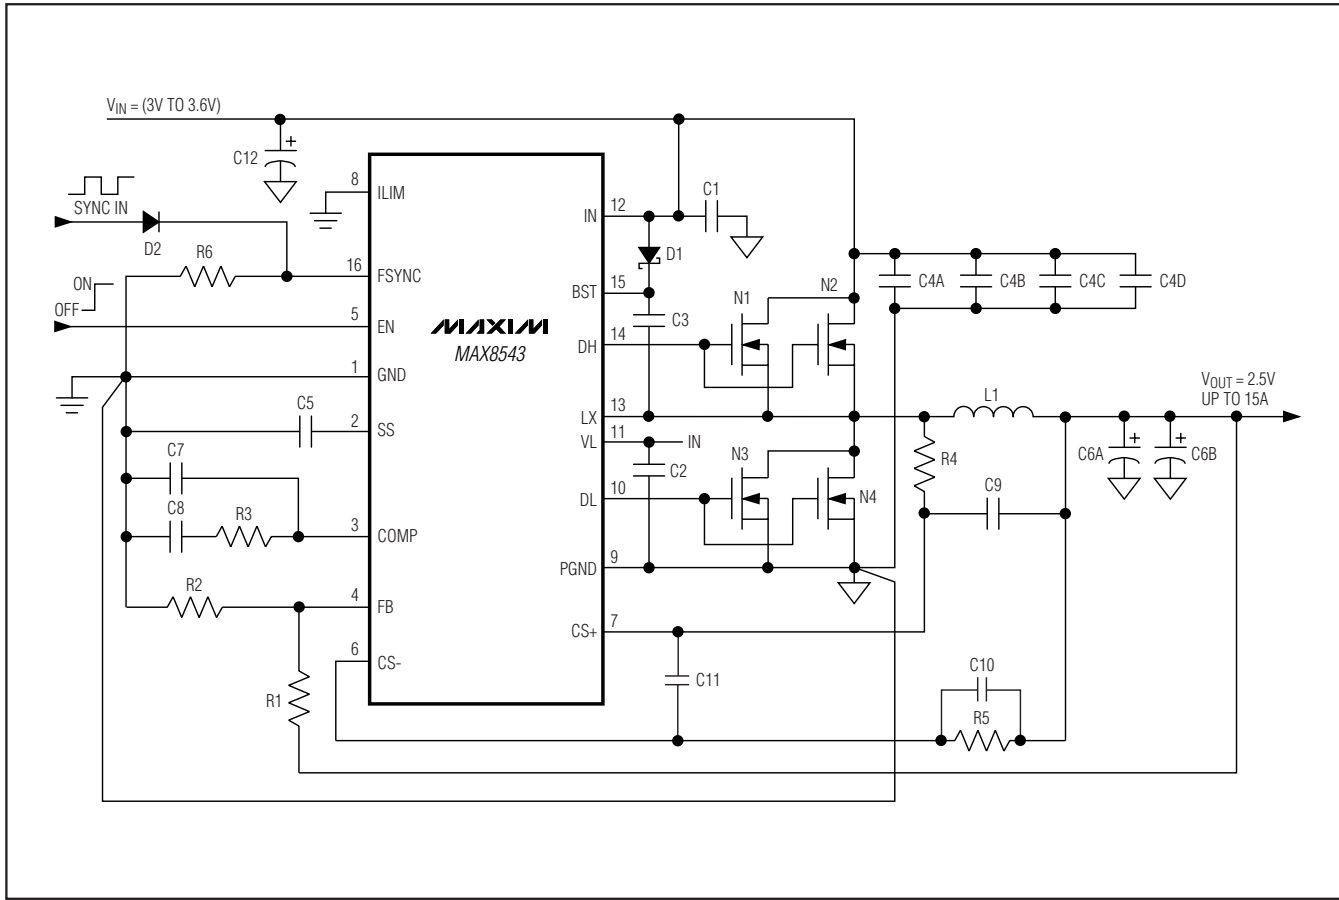 VIN = (3V TO 3.6V)
C12
+
SYNC IN
D2
R6
ON
OFF
8
ILIM
16
FSYNC
5
EN
1
GND
C5
2
SS
C7
C8
R3
3
COMP
R2
4
FB
6
CS-
R1
MAXIM
MAX8543
IN
12
C1
D1
BST
15
C3
N1
N2
DH
14
LX
13
VL
11
IN
C2
N3
N4
DL
10
PGND
9
CS+
7
C11
C4A
C4B
C4C
C4D
L1
VOUT = 2.5V
UP TO 15A
R4
C9
C6A
+
C6B
+
C10
R5